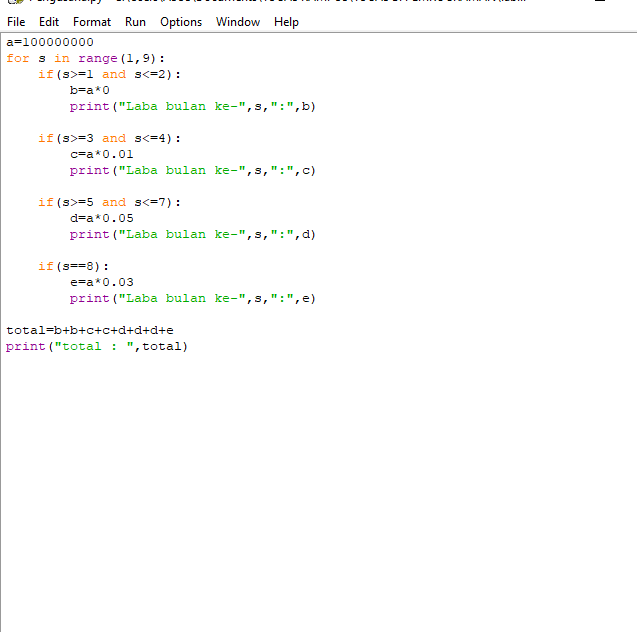 File Edit Format Run Options Window Help
a=100000000
for s in range(1,9):
    if(s>=1 and s<=2):
        b=a*0
        print("Laba bulan ke-",s,":",b)
    if(s>=3 and s<=4):
        c=a*0.01
        print("Laba bulan ke-",s,":",c)
    if(s>=5 and s<=7):
        d=a*0.05
        print("Laba bulan ke-",s,":",d)
    if(s==8):
        e=a*0.03
        print("Laba bulan ke-",s,":",e)
total=b+b+c+c+d+d+d+e
print("total : ",total)